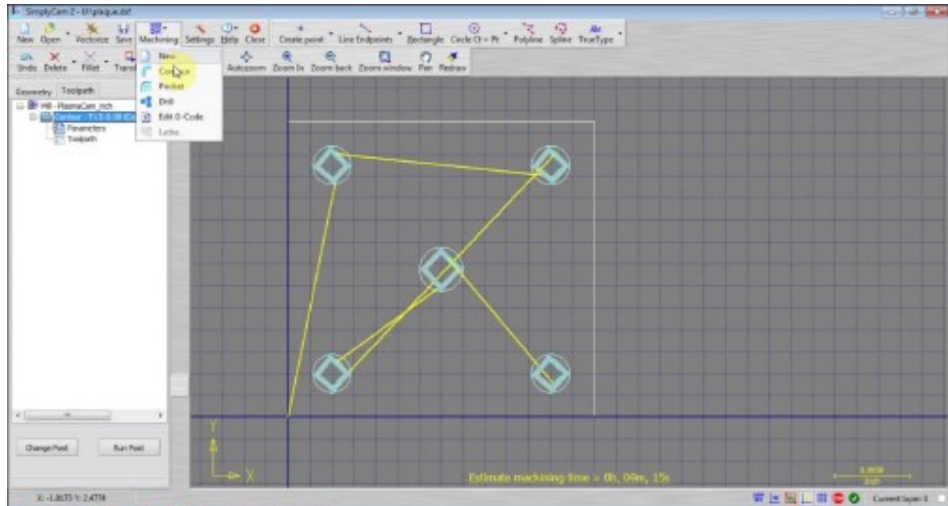 SimplyCam 2 - U:\plaque.dxf
New Open Vectorize Save Machining Settings Help Close Create point Line Endpoints Rectangle Circle Ct + Pt Polyline Spline TrueType
Undo Delete Fillet Autozoom Zoom In Zoom back Zoom window Pan Redraw
New
Contour
Pocket
Drill
Edit G-Code
Lathe
Geometry Toolpath
Mill - PlasmaCam_inch
Parameters
Toolpath
Change Post Run Post
Y
X
Estimate machining time = 0h, 09m, 15s
Inch
Current layer: 0